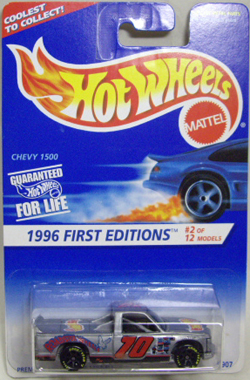 COOLEST
TO COLLECT!
HOT WHEELS
MATTEL
CHEVY 1500
GUARANTEED
Hot Wheels
FOR LIFE
1996 FIRST EDITIONS™
#2 OF
12 MODELS
70